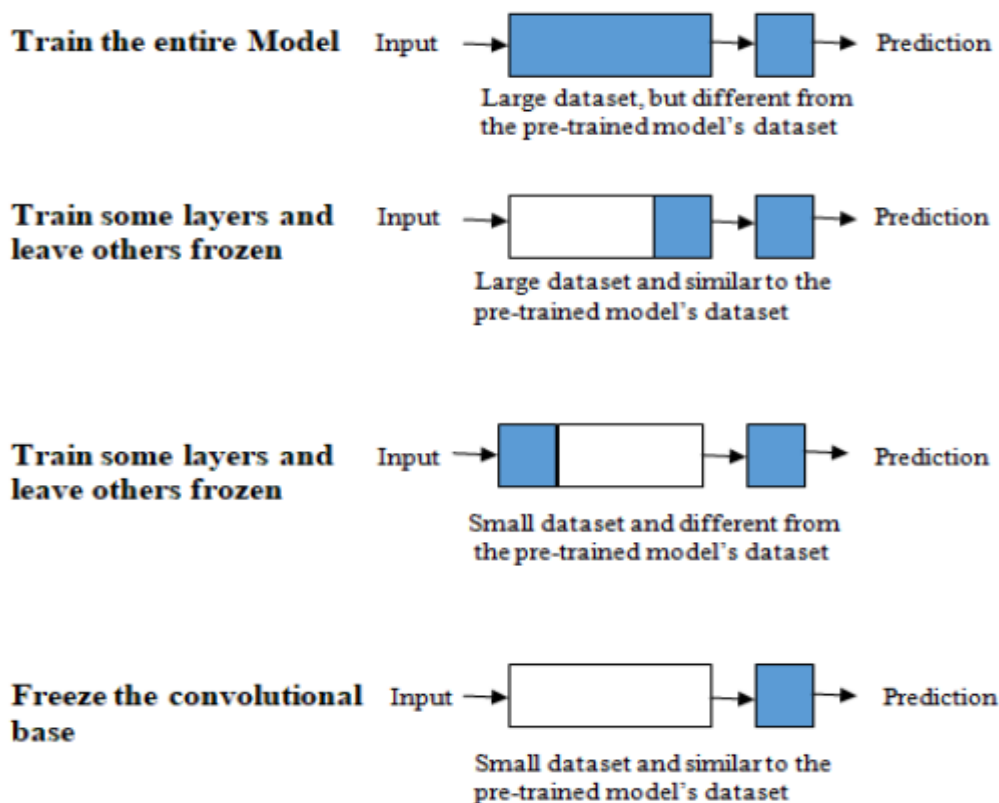 Train the entire Model
Input
Prediction
Large dataset, but different from
the pre-trained model's dataset
Train some layers and
leave others frozen
Input
Prediction
Large dataset and similar to the
pre-trained model's dataset
Train some layers and
leave others frozen
Input
Prediction
Small dataset and different from
the pre-trained model's dataset
Freeze the convolutional
base
Input
Prediction
Small dataset and similar to the
pre-trained model's dataset